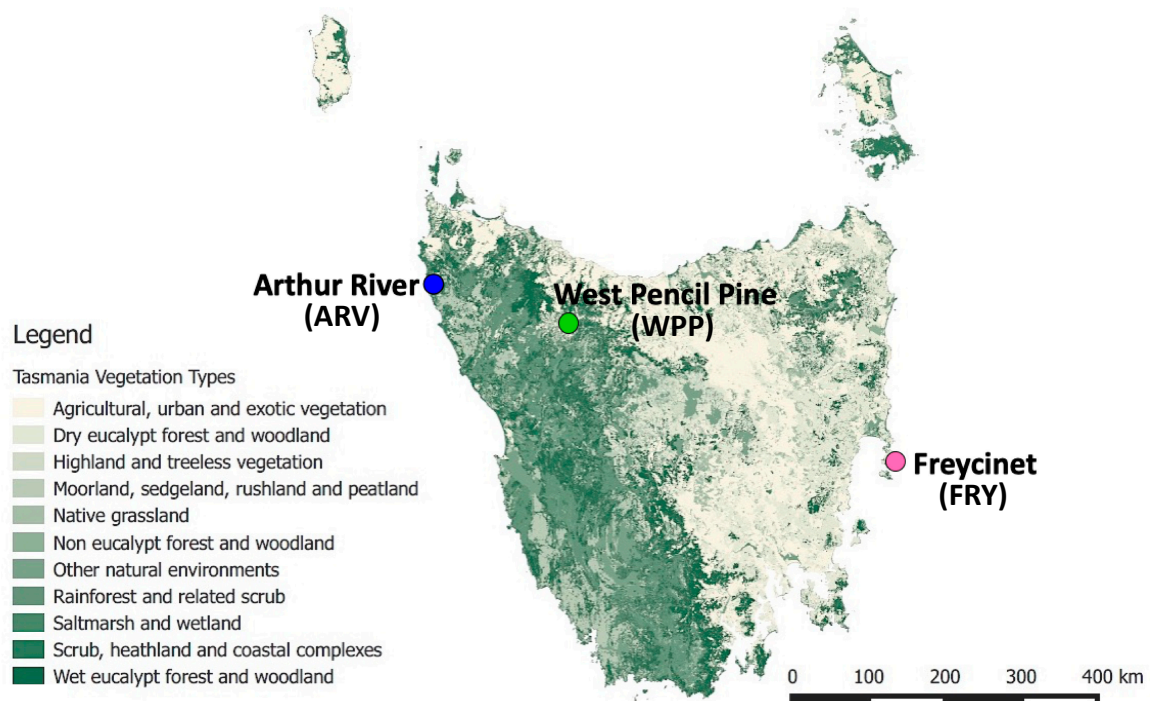 Arthur River
(ARV)
West Pencil Pine
(WPP)
Freycinet
(FRY)
Legend
Tasmania Vegetation Types
Agricultural, urban and exotic vegetation
Dry eucalypt forest and woodland
Highland and treeless vegetation
Moorland, sedgeland, rushland and peatland
Native grassland
Non eucalypt forest and woodland
Other natural environments
Rainforest and related scrub
Saltmarsh and wetland
Scrub, heathland and coastal complexes
Wet eucalypt forest and woodland
0 100 200 300 400 km